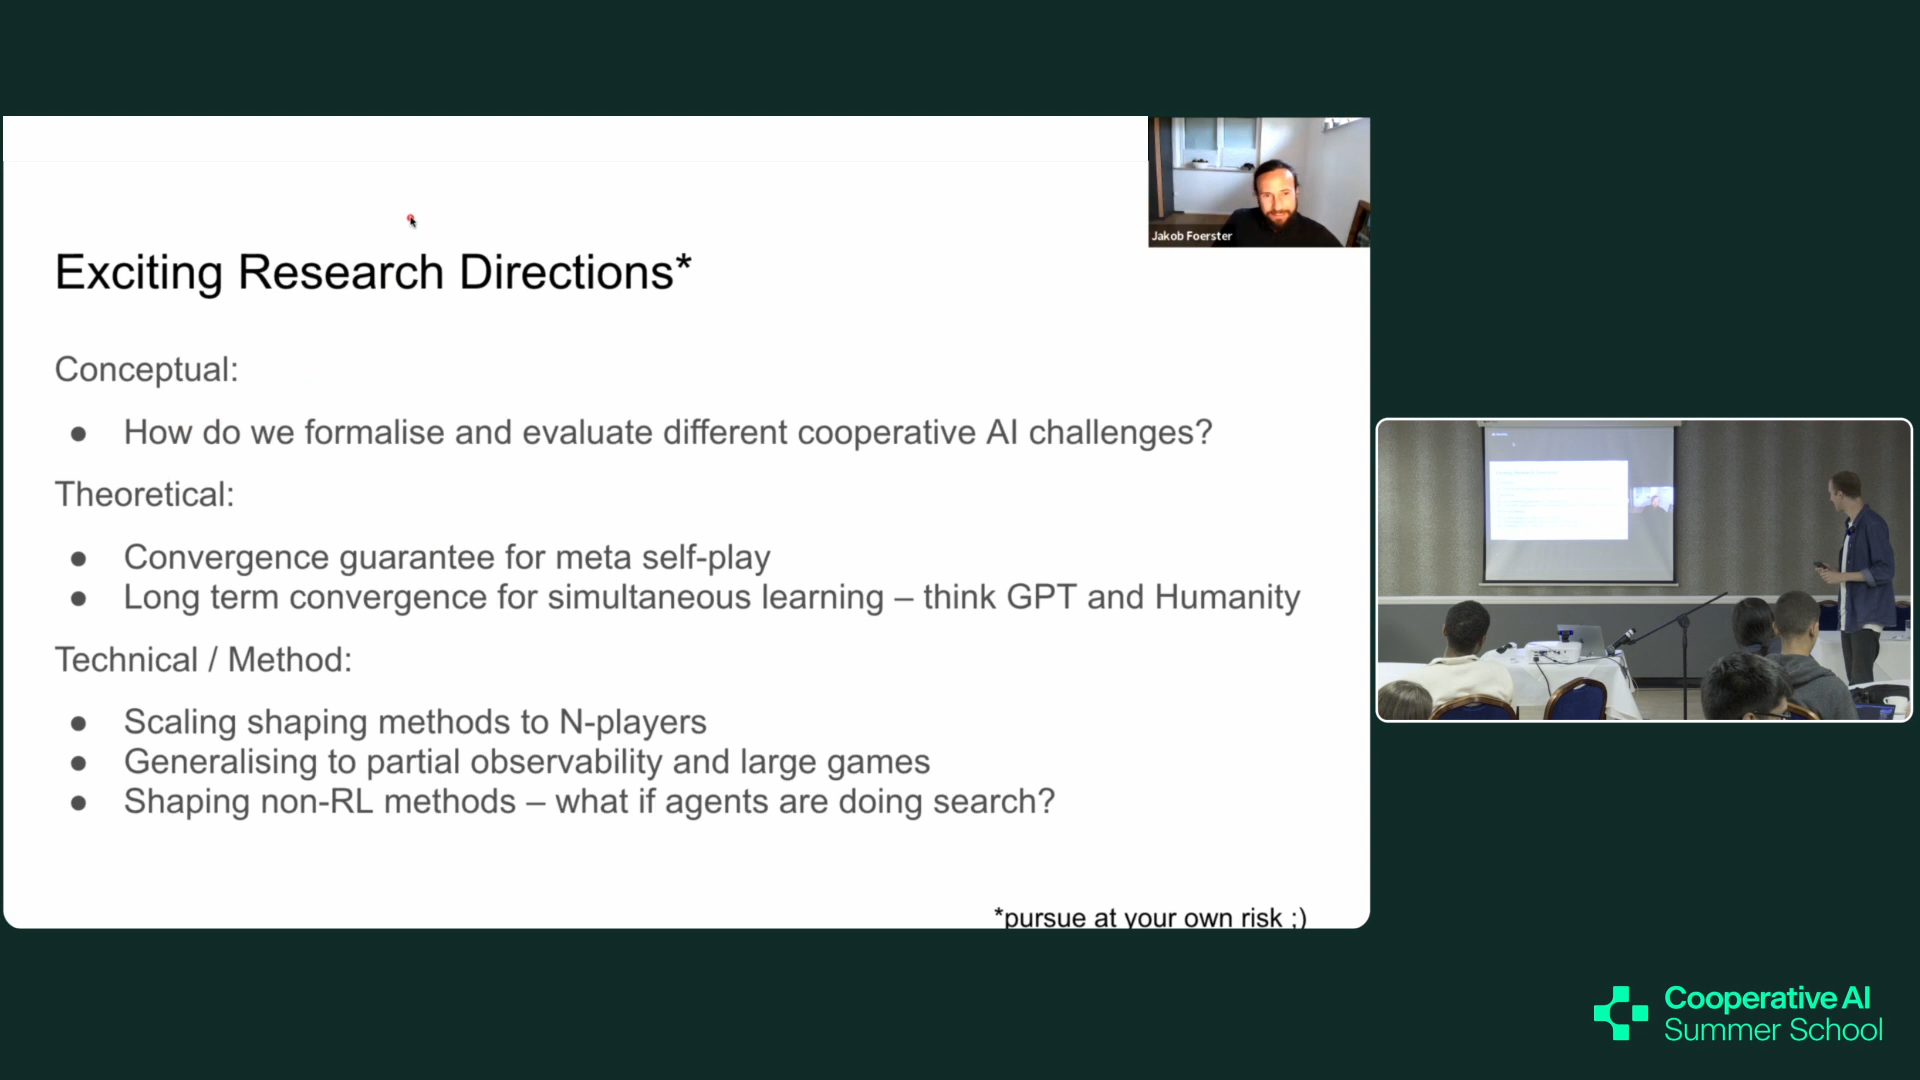 Jakob Foerster
Exciting Research Directions*
Conceptual:
● How do we formalise and evaluate different cooperative AI challenges?
Theoretical:
● Convergence guarantee for meta self-play
● Long term convergence for simultaneous learning – think GPT and Humanity
Technical / Method:
● Scaling shaping methods to N-players
● Generalising to partial observability and large games
● Shaping non-RL methods – what if agents are doing search?
*pursue at your own risk ;)
Cooperative AI
Summer School